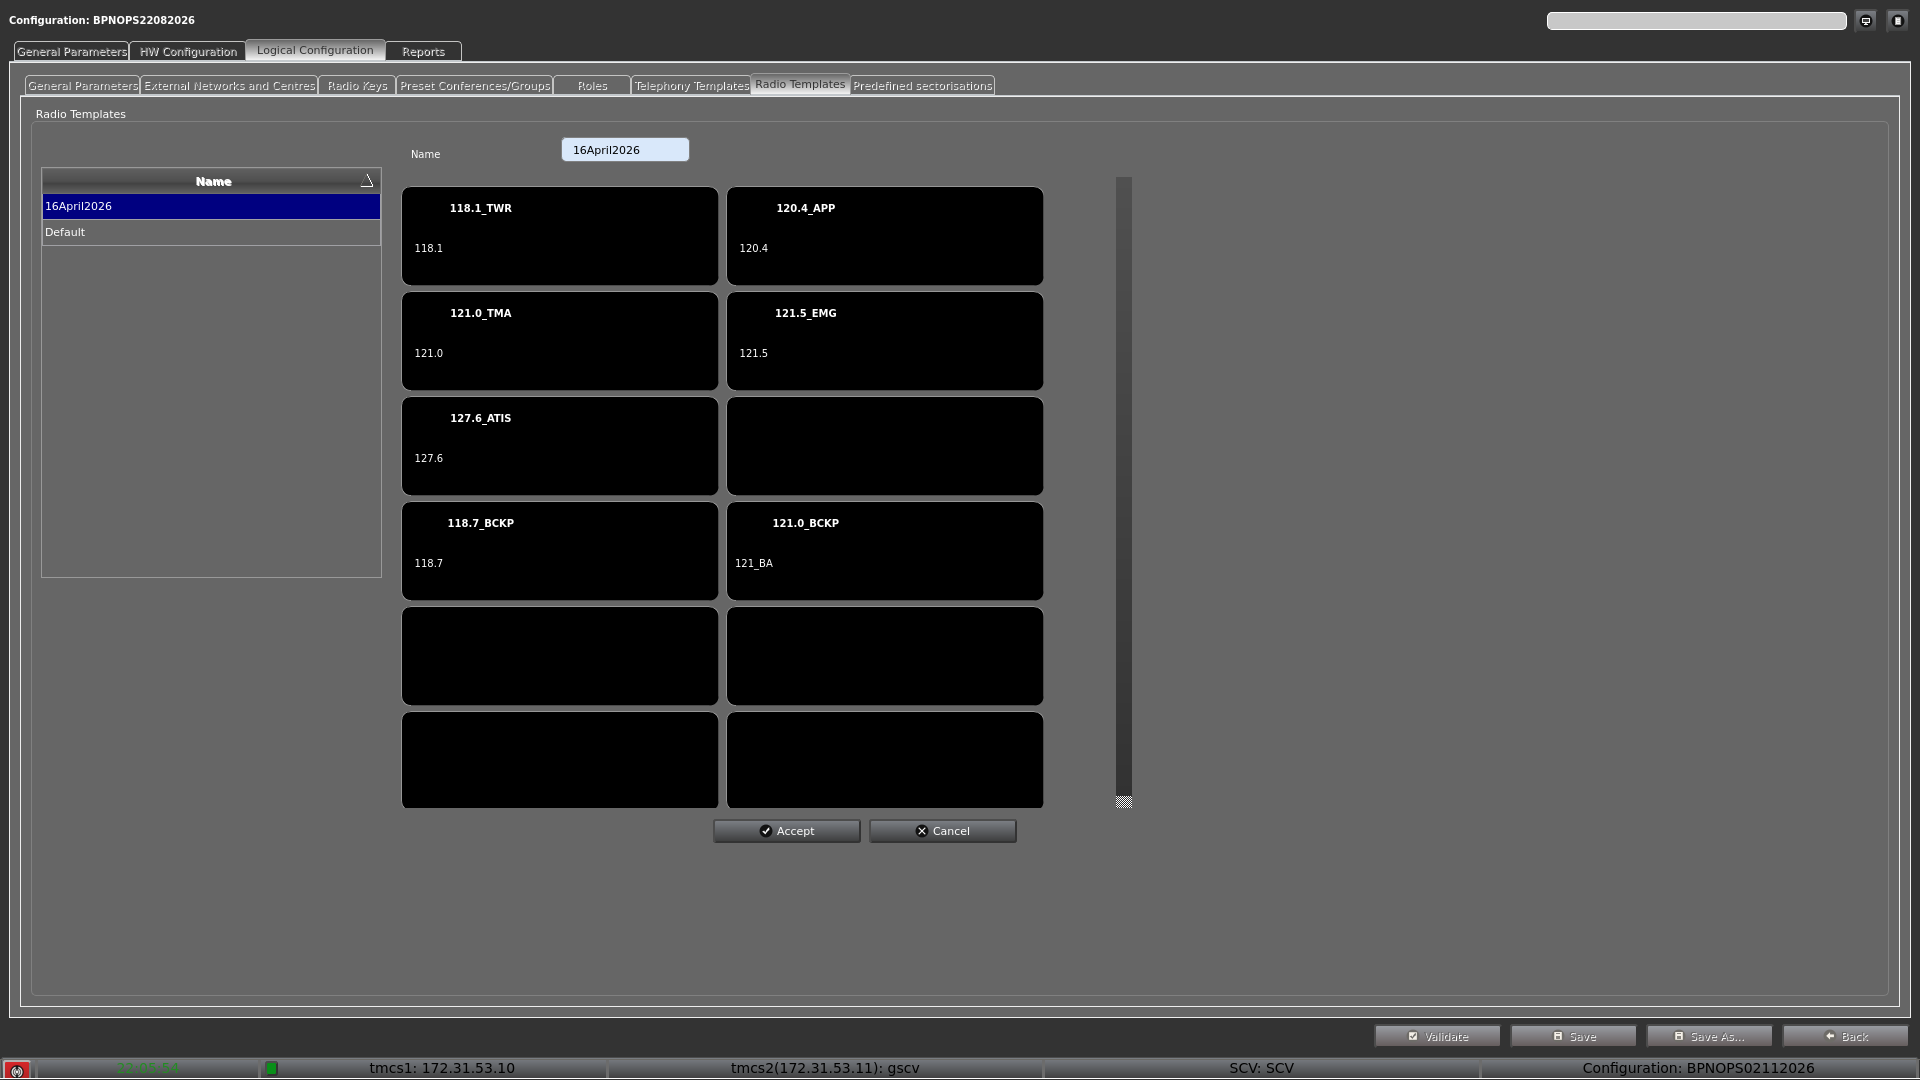 Configuration: BPNOPS22082026
General Parameters HW Configuration Logical Configuration Reports
General Parameters External Networks and Centres Radio Keys Preset Conferences/Groups Roles Telephony Templates Radio Templates Predefined sectorisations
Radio Templates
Name 16April2026
Name
16April2026
Default
118.1_TWR
118.1
120.4_APP
120.4
121.0_TMA
121.0
121.5_EMG
121.5
127.6_ATIS
127.6
118.7_BCKP
118.7
121.0_BCKP
121_BA
Accept Cancel
Validate Save Save As... Back
tmcs1: 172.31.53.10 tmcs2(172.31.53.11): gscv SCV: SCV Configuration: BPNOPS02112026